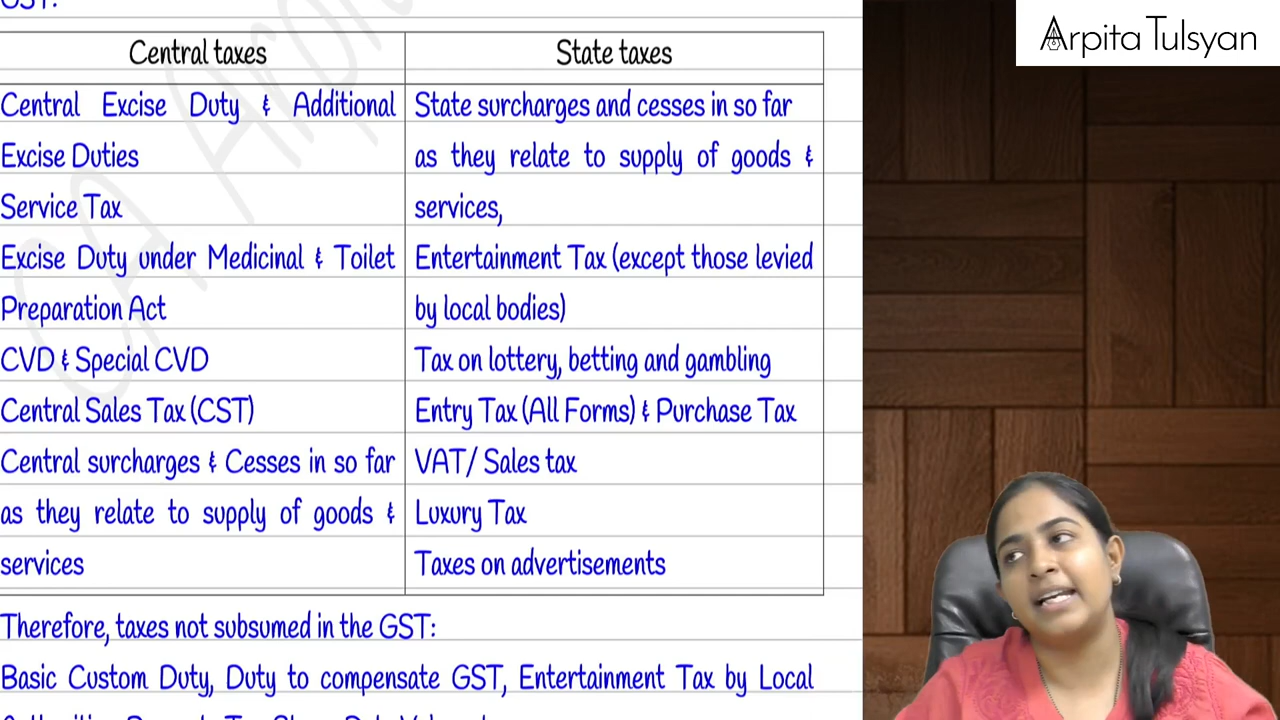 GST:
Arpita Tulsyan
Central taxes
State taxes
Central Excise Duty & Additional
Excise Duties
Service Tax
Excise Duty under Medicinal & Toilet
Preparation Act
CVD & Special CVD
Central Sales Tax (CST)
Central surcharges & Cesses in so far
as they relate to supply of goods &
services
State surcharges and cesses in so far
as they relate to supply of goods &
services,
Entertainment Tax (except those levied
by local bodies)
Tax on lottery, betting and gambling
Entry Tax (All Forms) & Purchase Tax
VAT/ Sales tax
Luxury Tax
Taxes on advertisements
Therefore, taxes not subsumed in the GST:
Basic Custom Duty, Duty to compensate GST, Entertainment Tax by Local
CA